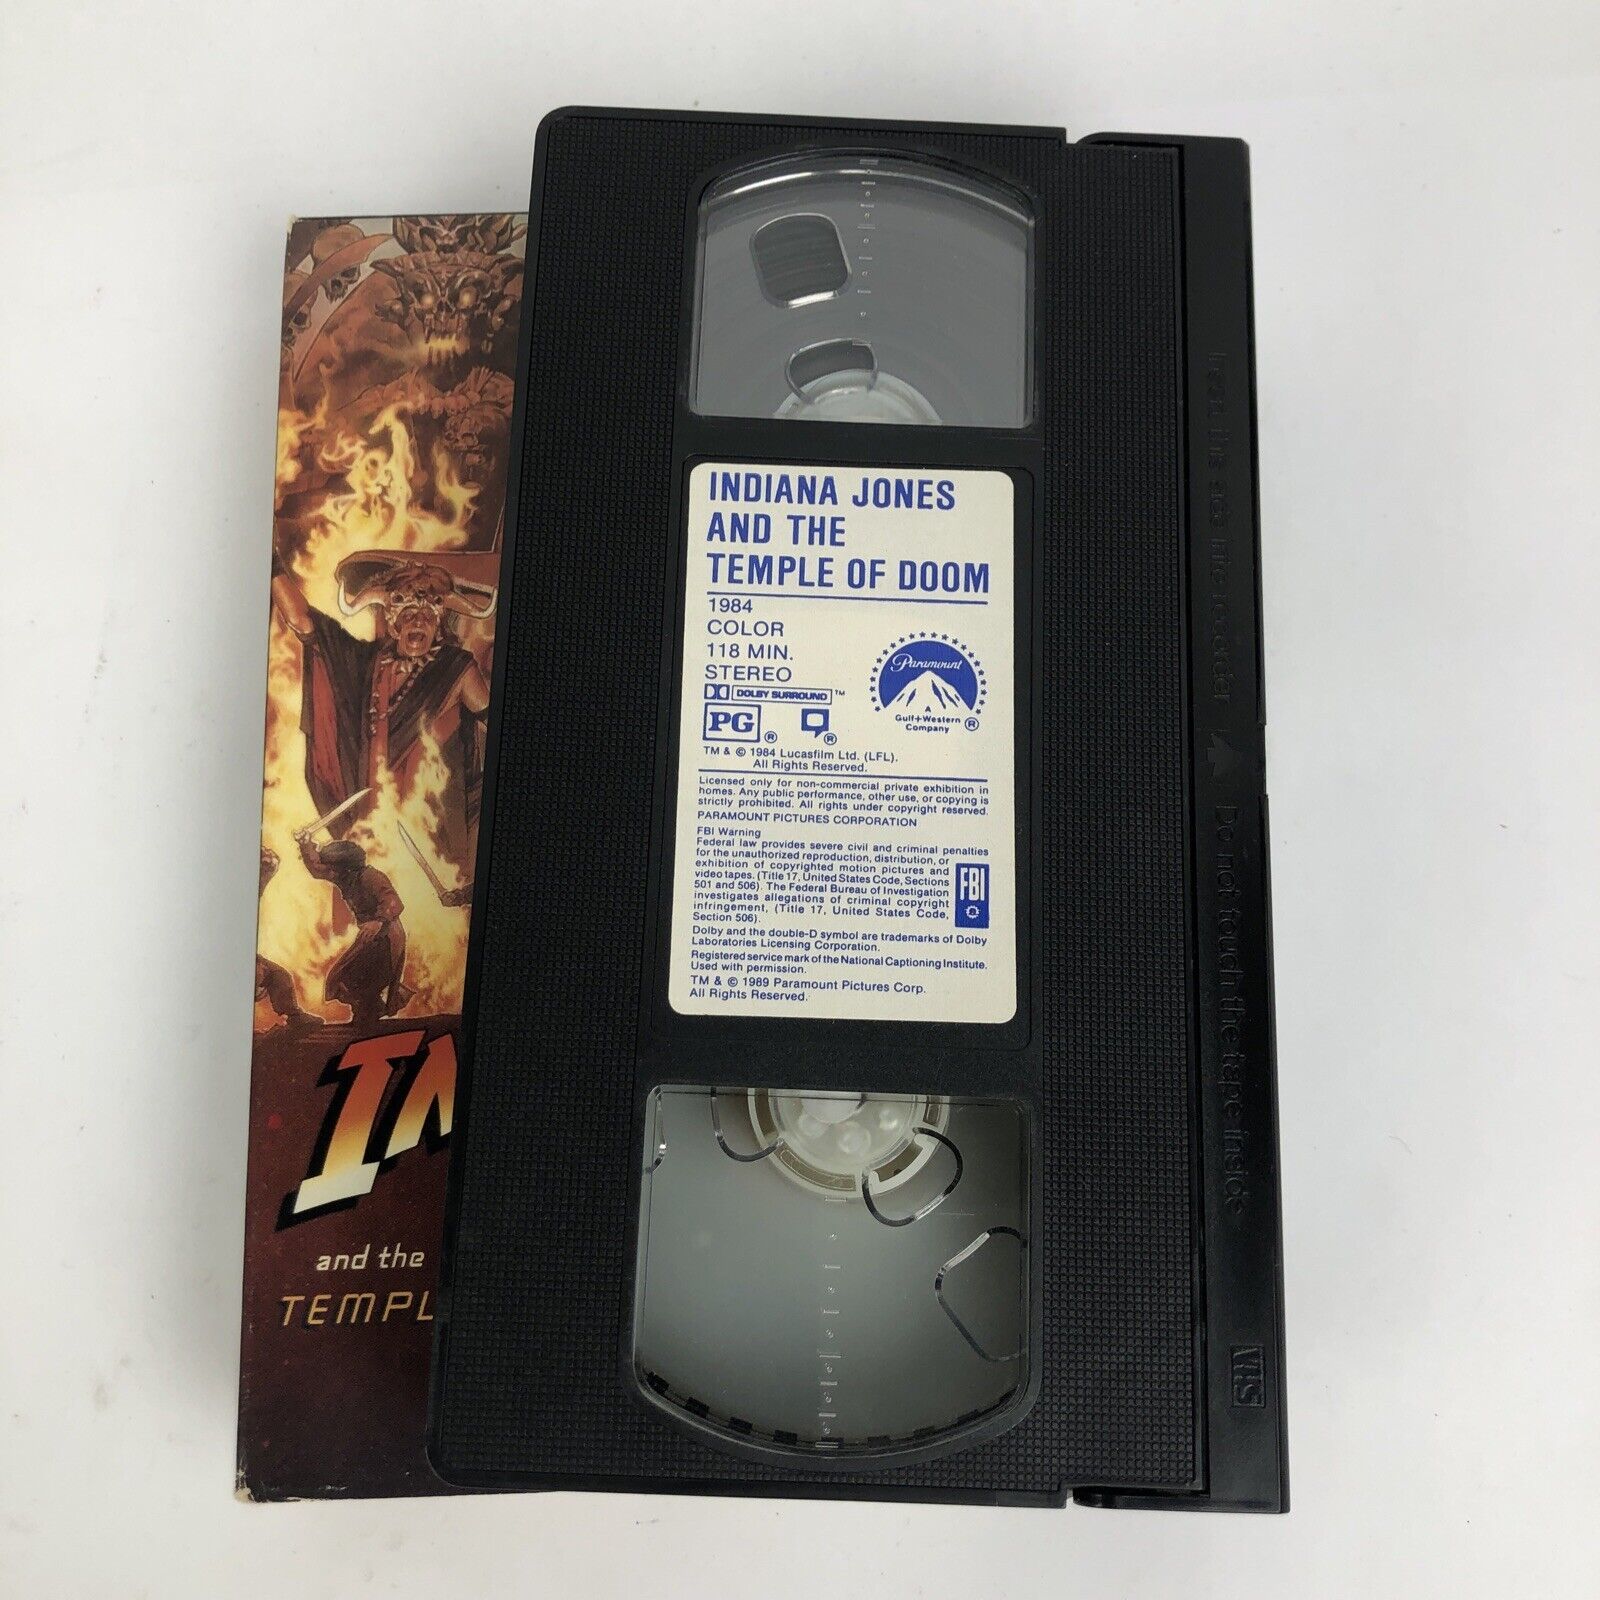 INDIANA JONES
AND THE
TEMPLE OF DOOM
1984
COLOR
118 MIN.
STEREO
DOLBY SURROUND™
PG ®
®
Paramount
A
Gulf+Western
Company ®
TM & © 1984 Lucasfilm Ltd. (LFL).
All Rights Reserved.
Licensed only for non-commercial private exhibition in
homes. Any public performance, other use, or copying is
strictly prohibited. All rights under copyright reserved.
PARAMOUNT PICTURES CORPORATION
FBI Warning
Federal law provides severe civil and criminal penalties
for the unauthorized reproduction, distribution, or
exhibition of copyrighted motion pictures and
video tapes. (Title 17, United States Code, Sections
501 and 506). The Federal Bureau of Investigation
investigates allegations of criminal copyright
infringement, (Title 17, United States Code,
Section 506).
FBI
Dolby and the double-D symbol are trademarks of Dolby
Laboratories Licensing Corporation.
Registered service mark of the National Captioning Institute.
Used with permission.
TM & © 1989 Paramount Pictures Corp.
All Rights Reserved.
IN
and the
TEMPL
Insert this side into recorder
Do not touch the tape inside
VHS